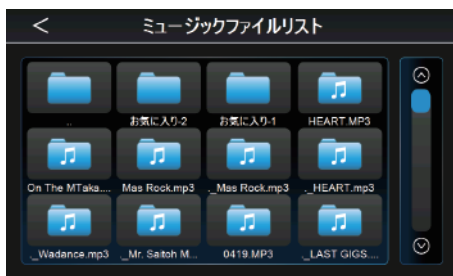 <
ミュージックファイルリスト
..
お気に入り-2
お気に入り-1
HEART.MP3
On The MTaka....
Mas Rock.mp3
._Mas Rock.mp3
._HEART.mp3
._Wadance.mp3
._Mr. Saitoh M...
0419.MP3
._LAST GIGS....